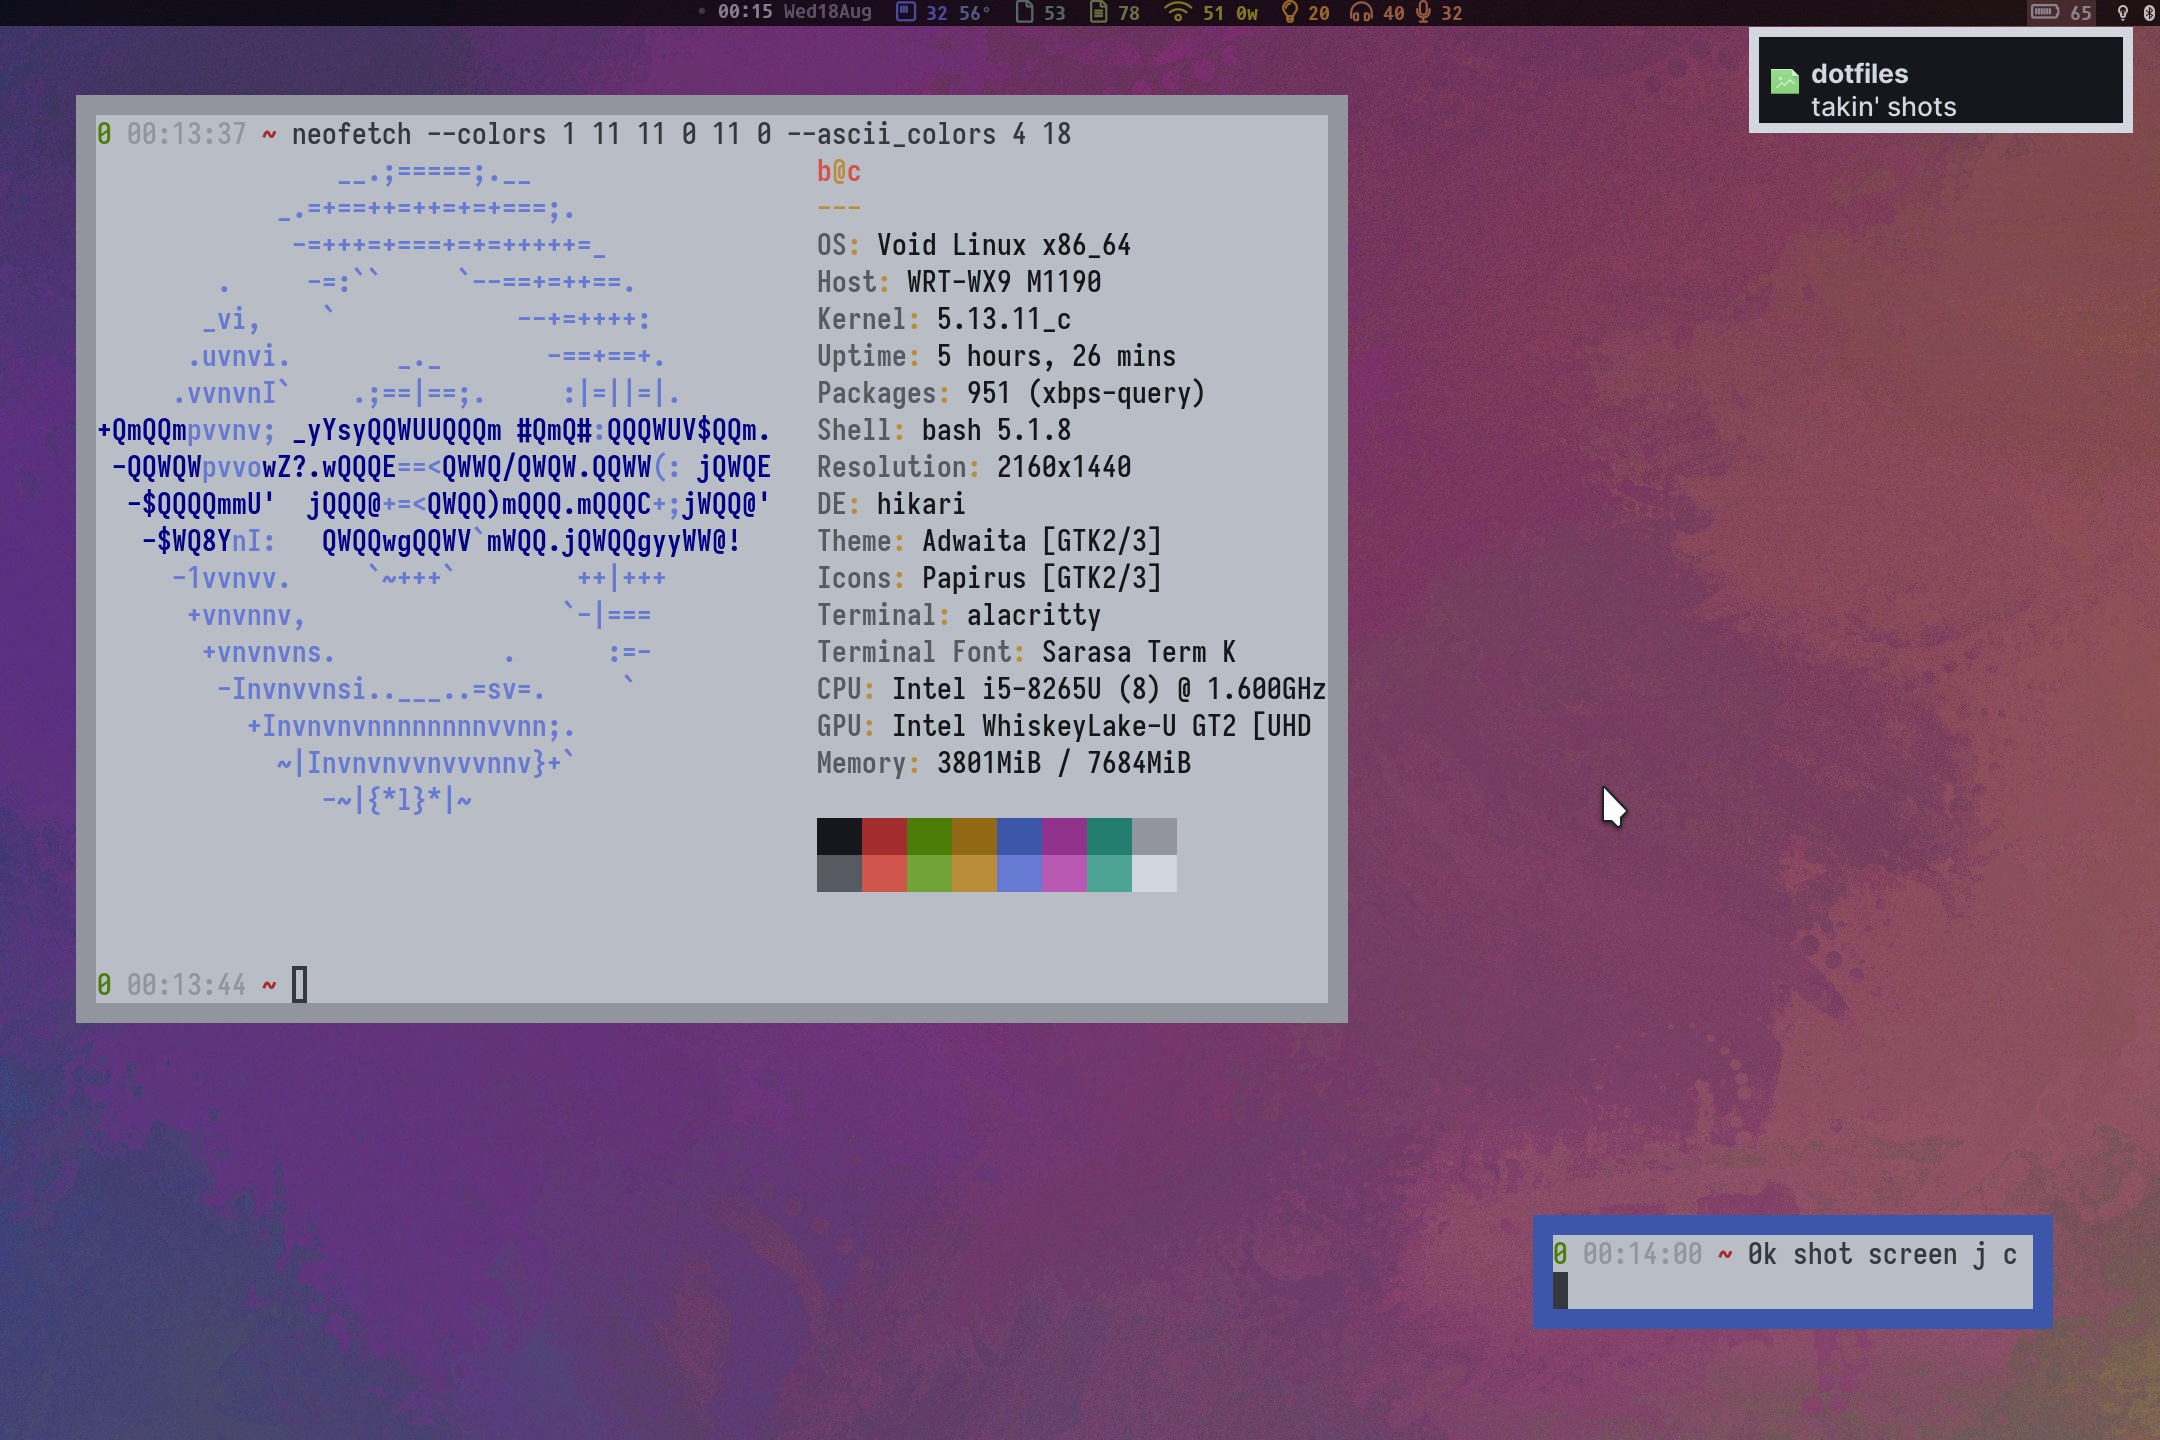 00:15 Wed18Aug 32 56° 53 78 51 0w 20 40 32 65
dotfiles
takin' shots
0 00:13:37 ~ neofetch --colors 1 11 11 0 11 0 --ascii_colors 4 18
__.;=====;.__
_.=+==++=++=+=+===;.
-=+++=+===+=+=+++++=_
. -=:`` `--==+=++==.
_vi, ` --+=++++:
.uvnvi. _._ -==+==+.
.vvnvnI` .;==|==;. :|=||=|.
+QmQQmpvvnv; _yYsyQQWUUQQQm #QmQ#:QQQWUV$QQm.
-QQWQWpvvowZ?.wQQQE==<QWWQ/QWQW.QQWW(: jQWQE
-$QQQQmmU' jQQQ@+=<QWQQ)mQQQ.mQQQC+;jWQQ@'
-$WQ8YnI: QWQQwgQQWV`mWQQ.jQWQQgyyWW@!
-1vvnvv. `~+++` ++|+++
+vnvnnv, `-|===
+vnvnvns. . :=-
-Invnvvnsi..___..=sv=. `
+Invnvnvnnnnnnnnvvnn;.
~|Invnvnvvnvvvnnv}+`
-~|{*l}*|~
b@c
---
OS: Void Linux x86_64
Host: WRT-WX9 M1190
Kernel: 5.13.11_c
Uptime: 5 hours, 26 mins
Packages: 951 (xbps-query)
Shell: bash 5.1.8
Resolution: 2160x1440
DE: hikari
Theme: Adwaita [GTK2/3]
Icons: Papirus [GTK2/3]
Terminal: alacritty
Terminal Font: Sarasa Term K
CPU: Intel i5-8265U (8) @ 1.600GHz
GPU: Intel WhiskeyLake-U GT2 [UHD
Memory: 3801MiB / 7684MiB
0 00:13:44 ~
0 00:14:00 ~ 0k shot screen j c